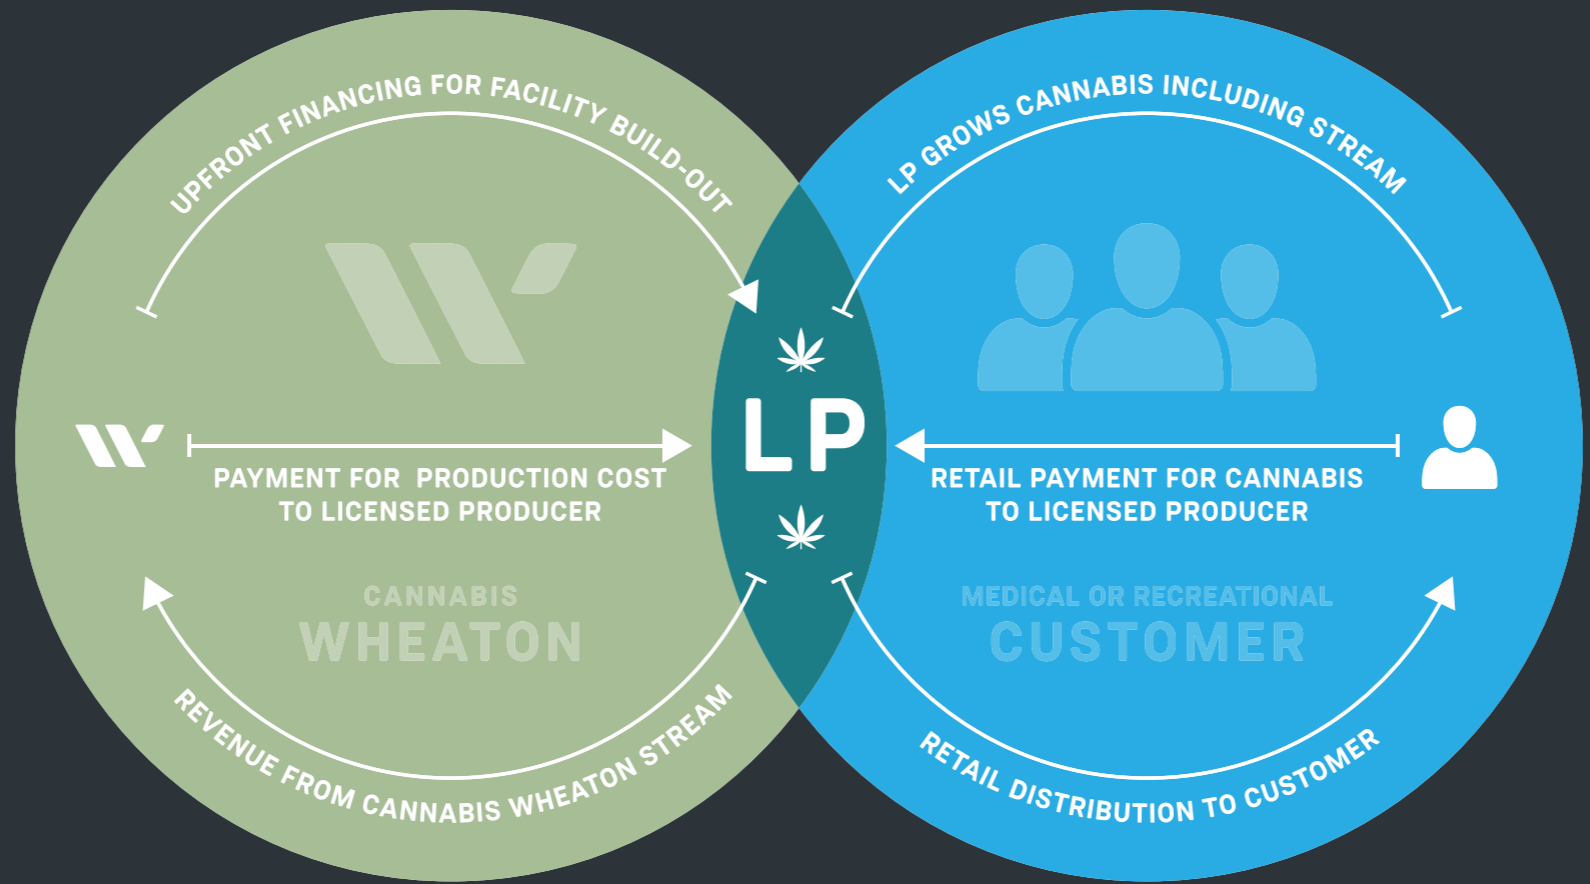 UPFRONT FINANCING FOR FACILITY BUILD-OUT
PAYMENT FOR PRODUCTION COST
TO LICENSED PRODUCER
CANNABIS
WHEATON
REVENUE FROM CANNABIS WHEATON STREAM
LP
LP GROWS CANNABIS INCLUDING STREAM
RETAIL PAYMENT FOR CANNABIS
TO LICENSED PRODUCER
MEDICAL OR RECREATIONAL
CUSTOMER
RETAIL DISTRIBUTION TO CUSTOMER